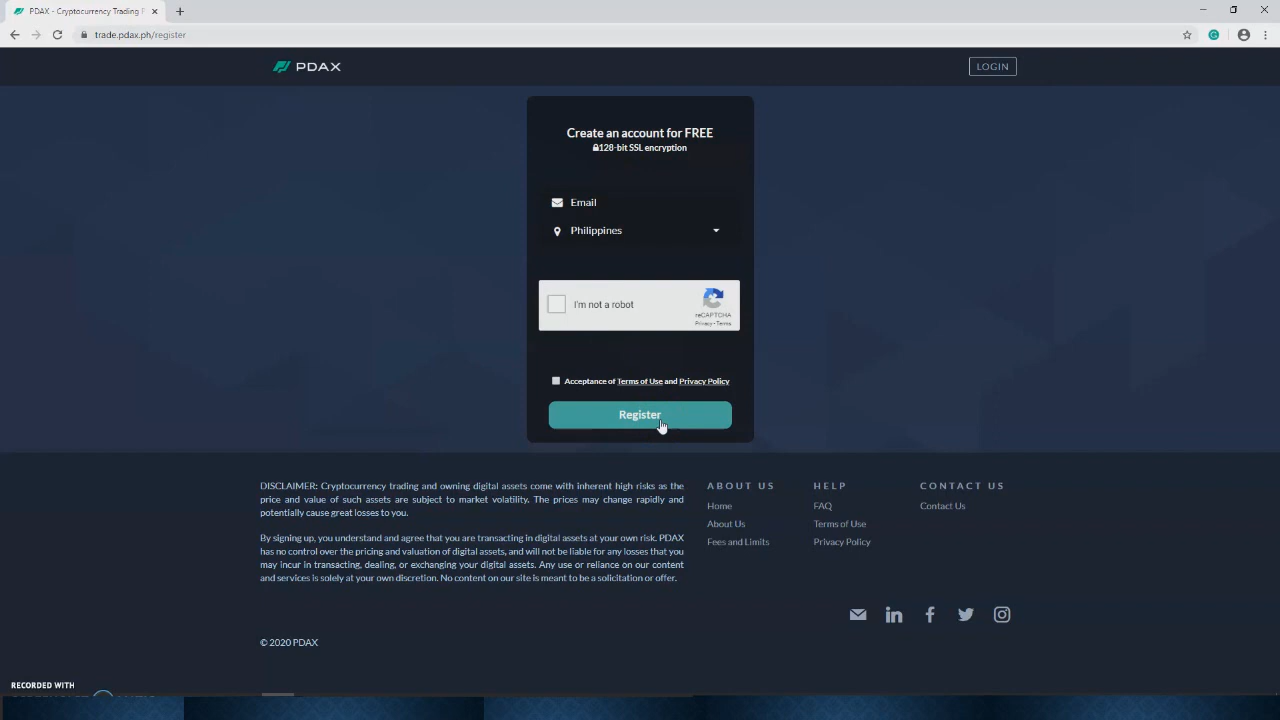 PDAX - Cryptocurrency Trading P
trade.pdax.ph/register
PDAX
LOGIN
Create an account for FREE
128-bit SSL encryption
Email
Philippines
I'm not a robot
reCAPTCHA
Privacy - Terms
Acceptance of Terms of Use and Privacy Policy
Register
DISCLAIMER: Cryptocurrency trading and owning digital assets come with inherent high risks as the
price and value of such assets are subject to market volatility. The prices may change rapidly and
potentially cause great losses to you.
By signing up, you understand and agree that you are transacting in digital assets at your own risk. PDAX
has no control over the pricing and valuation of digital assets, and will not be liable for any losses that you
may incur in transacting, dealing, or exchanging your digital assets. Any use or reliance on our content
and services is solely at your own discretion. No content on our site is meant to be a solicitation or offer.
ABOUT US
Home
About Us
Fees and Limits
HELP
FAQ
Terms of Use
Privacy Policy
CONTACT US
Contact Us
© 2020 PDAX
RECORDED WITH